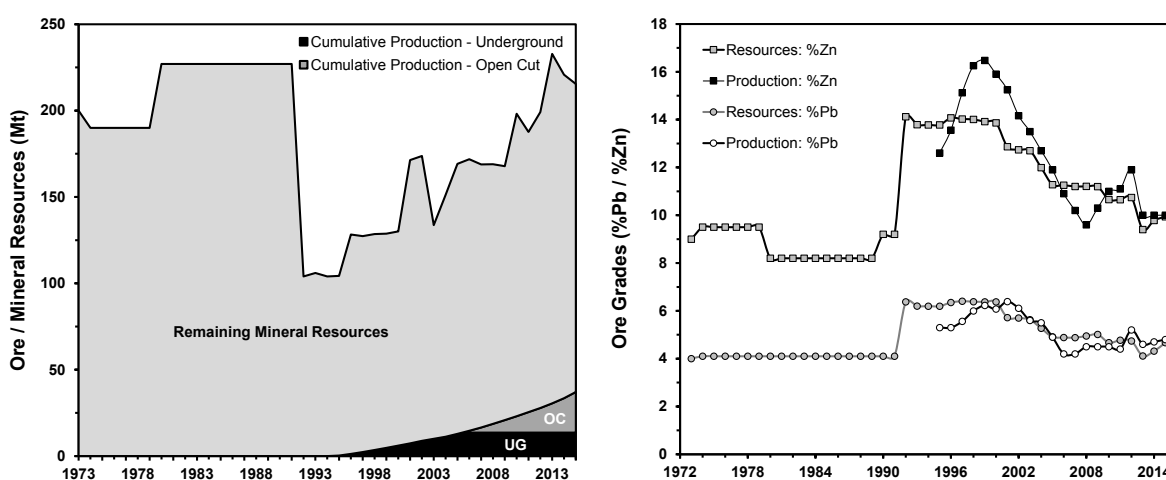 Ore / Mineral Resources (Mt)
250
200
150
100
50
0
Cumulative Production - Underground
Cumulative Production - Open Cut
Remaining Mineral Resources
OC
UG
1973 1978 1983 1988 1993 1998 2003 2008 2013
Ore Grades (%Pb / %Zn)
18
16
14
12
10
8
6
4
2
0
Resources: %Zn
Production: %Zn
Resources: %Pb
Production: %Pb
1972 1978 1984 1990 1996 2002 2008 2014